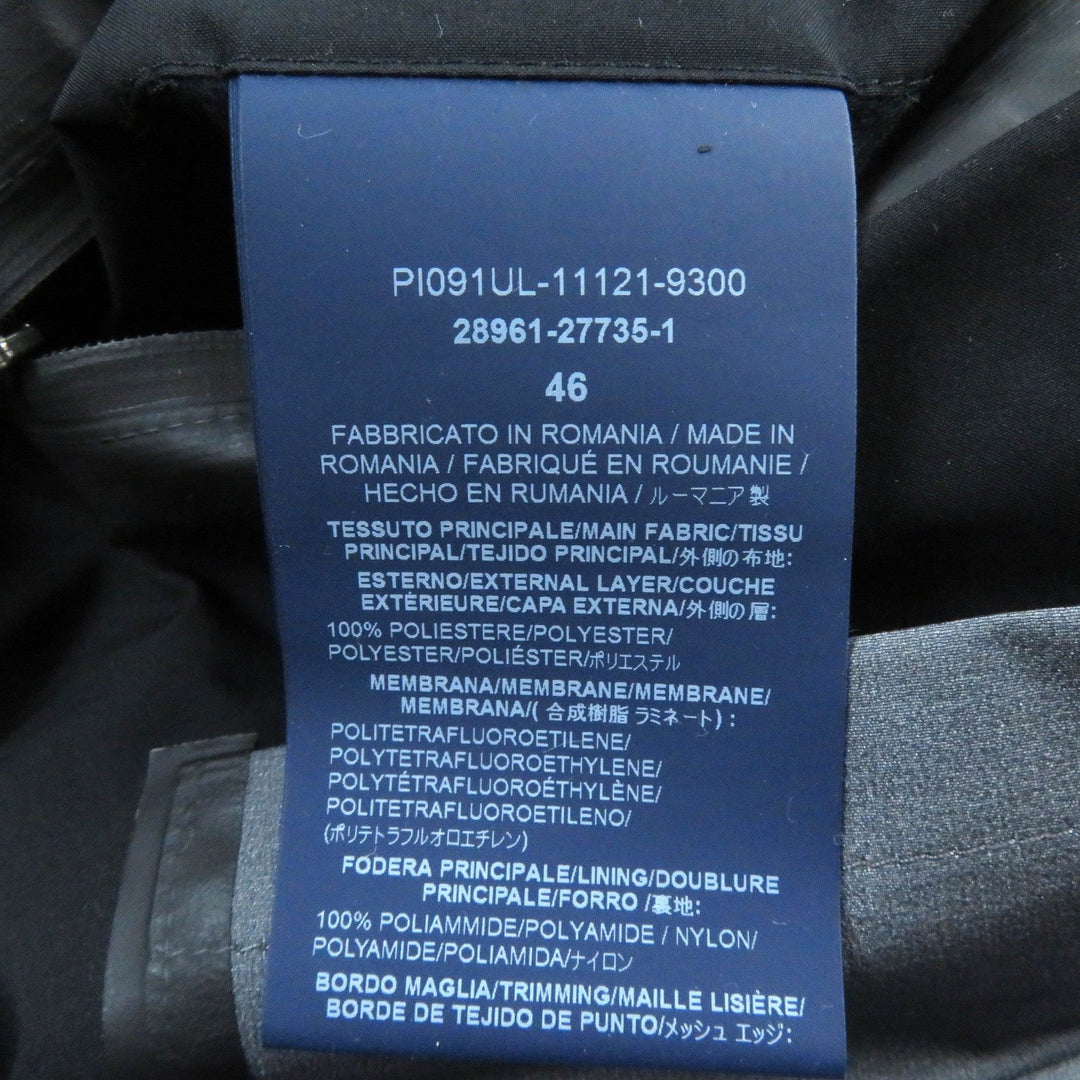 PI091UL-11121-9300
28961-27735-1
46
FABBRICATO IN ROMANIA / MADE IN
ROMANIA / FABRIQUÉ EN ROUMANIE /
HECHO EN RUMANIA / ルーマニア製
TESSUTO PRINCIPALE/MAIN FABRIC/TISSU
PRINCIPAL/TEJIDO PRINCIPAL/外側の布地:
ESTERNO/EXTERNAL LAYER/COUCHE
EXTÉRIEURE/CAPA EXTERNA/外側の層:
100% POLIESTERE/POLYESTER/
POLYESTER/POLIÉSTER/ポリエステル
MEMBRANA/MEMBRANE/MEMBRANE/
MEMBRANA/( 合成樹脂 ラミネート) :
POLITETRAFLUOROETILENE/
POLYTETRAFLUOROETHYLENE/
POLYTÉTRAFLUOROÉTHYLÈNE/
POLITETRAFLUOROETILENO/
(ポリテトラフルオロエチレン)
FODERA PRINCIPALE/LINING/DOUBLURE
PRINCIPALE/FORRO /裏地:
100% POLIAMMIDE/POLYAMIDE / NYLON/
POLYAMIDE/POLIAMIDA/ナイロン
BORDO MAGLIA/TRIMMING/MAILLE LISIÈRE/
BORDE DE TEJIDO DE PUNTO/メッシュ エッジ: